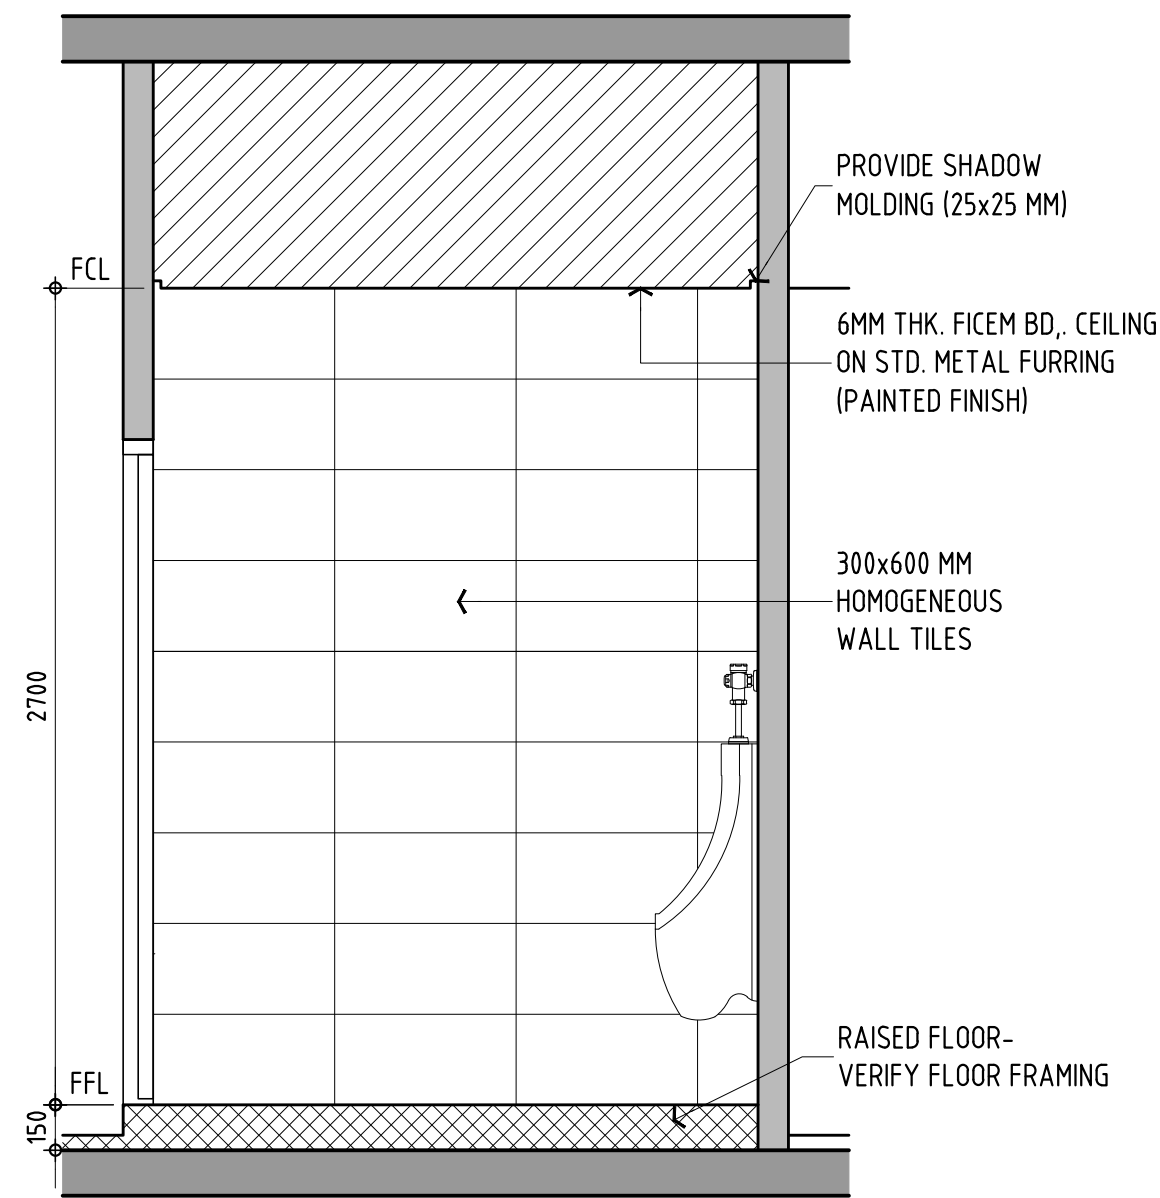 PROVIDE SHADOW
MOLDING (25x25 MM)
FCL
6MM THK. FICEM BD,. CEILING
ON STD. METAL FURRING
(PAINTED FINISH)
300x600 MM
HOMOGENEOUS
WALL TILES
2700
RAISED FLOOR-
VERIFY FLOOR FRAMING
FFL
150